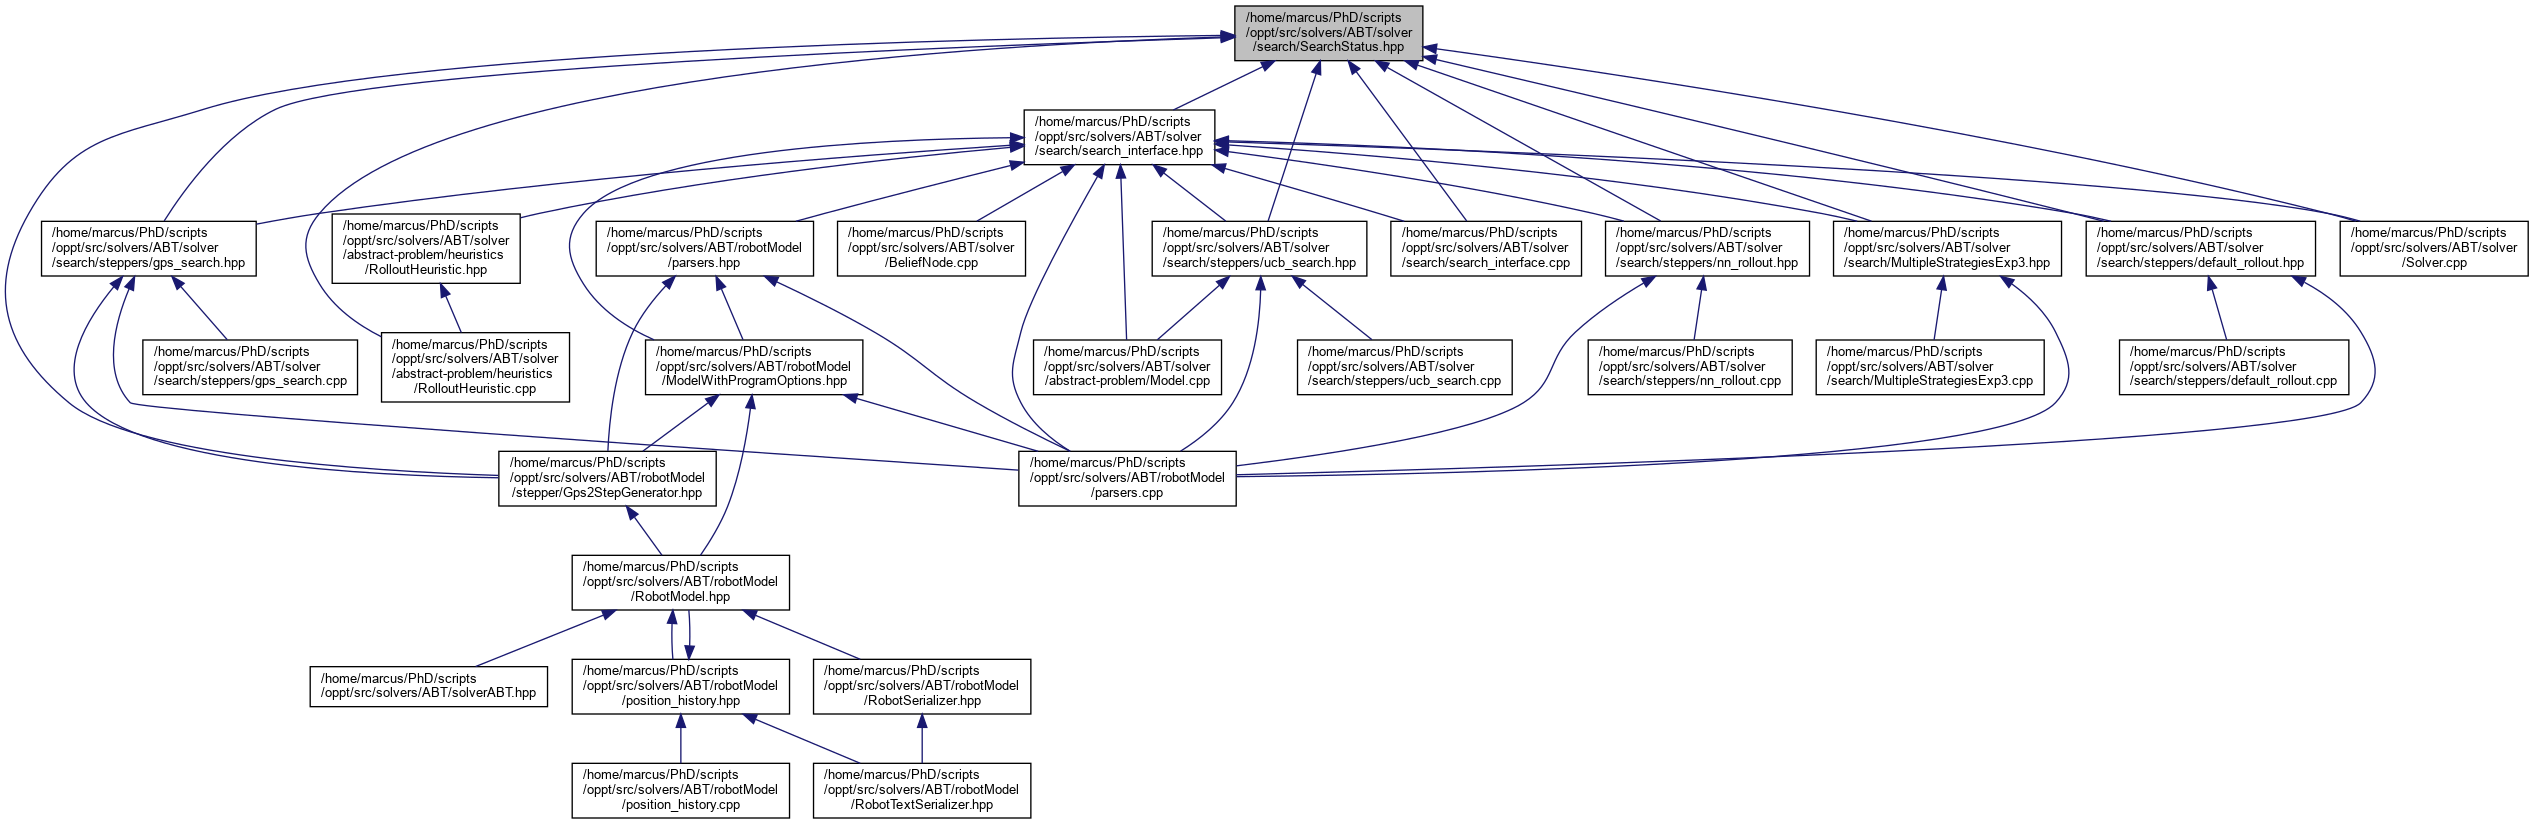 /home/marcus/PhD/scripts
/oppt/src/solvers/ABT/solver
/search/SearchStatus.hpp
/home/marcus/PhD/scripts
/oppt/src/solvers/ABT/solver
/search/search_interface.hpp
/home/marcus/PhD/scripts
/oppt/src/solvers/ABT/solver
/search/steppers/gps_search.hpp
/home/marcus/PhD/scripts
/oppt/src/solvers/ABT/solver
/abstract-problem/heuristics
/RolloutHeuristic.hpp
/home/marcus/PhD/scripts
/oppt/src/solvers/ABT/robotModel
/parsers.hpp
/home/marcus/PhD/scripts
/oppt/src/solvers/ABT/solver
/BeliefNode.cpp
/home/marcus/PhD/scripts
/oppt/src/solvers/ABT/solver
/search/steppers/ucb_search.hpp
/home/marcus/PhD/scripts
/oppt/src/solvers/ABT/solver
/search/search_interface.cpp
/home/marcus/PhD/scripts
/oppt/src/solvers/ABT/solver
/search/steppers/nn_rollout.hpp
/home/marcus/PhD/scripts
/oppt/src/solvers/ABT/solver
/search/MultipleStrategiesExp3.hpp
/home/marcus/PhD/scripts
/oppt/src/solvers/ABT/solver
/search/steppers/default_rollout.hpp
/home/marcus/PhD/scripts
/oppt/src/solvers/ABT/solver
/Solver.cpp
/home/marcus/PhD/scripts
/oppt/src/solvers/ABT/solver
/search/steppers/gps_search.cpp
/home/marcus/PhD/scripts
/oppt/src/solvers/ABT/solver
/abstract-problem/heuristics
/RolloutHeuristic.cpp
/home/marcus/PhD/scripts
/oppt/src/solvers/ABT/robotModel
/ModelWithProgramOptions.hpp
/home/marcus/PhD/scripts
/oppt/src/solvers/ABT/solver
/abstract-problem/Model.cpp
/home/marcus/PhD/scripts
/oppt/src/solvers/ABT/solver
/search/steppers/ucb_search.cpp
/home/marcus/PhD/scripts
/oppt/src/solvers/ABT/solver
/search/steppers/nn_rollout.cpp
/home/marcus/PhD/scripts
/oppt/src/solvers/ABT/solver
/search/MultipleStrategiesExp3.cpp
/home/marcus/PhD/scripts
/oppt/src/solvers/ABT/solver
/search/steppers/default_rollout.cpp
/home/marcus/PhD/scripts
/oppt/src/solvers/ABT/robotModel
/stepper/Gps2StepGenerator.hpp
/home/marcus/PhD/scripts
/oppt/src/solvers/ABT/robotModel
/parsers.cpp
/home/marcus/PhD/scripts
/oppt/src/solvers/ABT/robotModel
/RobotModel.hpp
/home/marcus/PhD/scripts
/oppt/src/solvers/ABT/solverABT.hpp
/home/marcus/PhD/scripts
/oppt/src/solvers/ABT/robotModel
/position_history.hpp
/home/marcus/PhD/scripts
/oppt/src/solvers/ABT/robotModel
/RobotSerializer.hpp
/home/marcus/PhD/scripts
/oppt/src/solvers/ABT/robotModel
/position_history.cpp
/home/marcus/PhD/scripts
/oppt/src/solvers/ABT/robotModel
/RobotTextSerializer.hpp